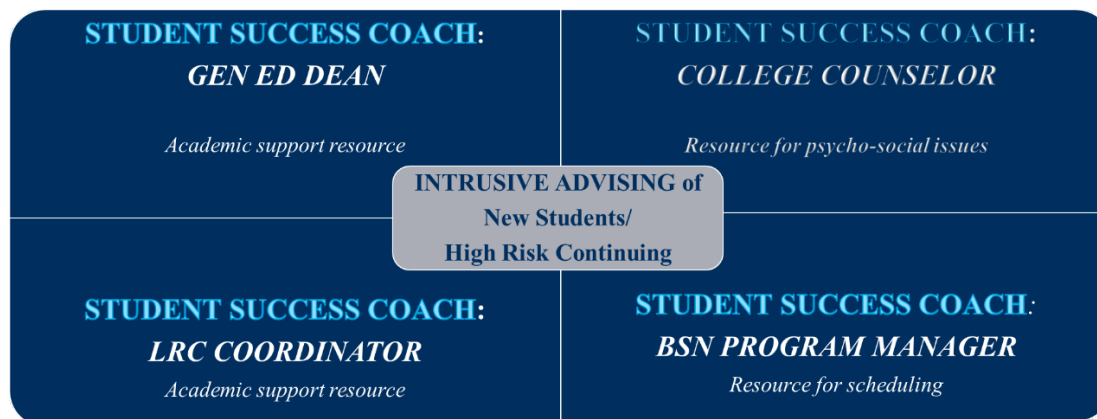 STUDENT SUCCESS COACH:
GEN ED DEAN
Academic support resource
STUDENT SUCCESS COACH:
COLLEGE COUNSELOR
Resource for psycho-social issues
INTRUSIVE ADVISING of
New Students/
High Risk Continuing
STUDENT SUCCESS COACH:
LRC COORDINATOR
Academic support resource
STUDENT SUCCESS COACH:
BSN PROGRAM MANAGER
Resource for scheduling